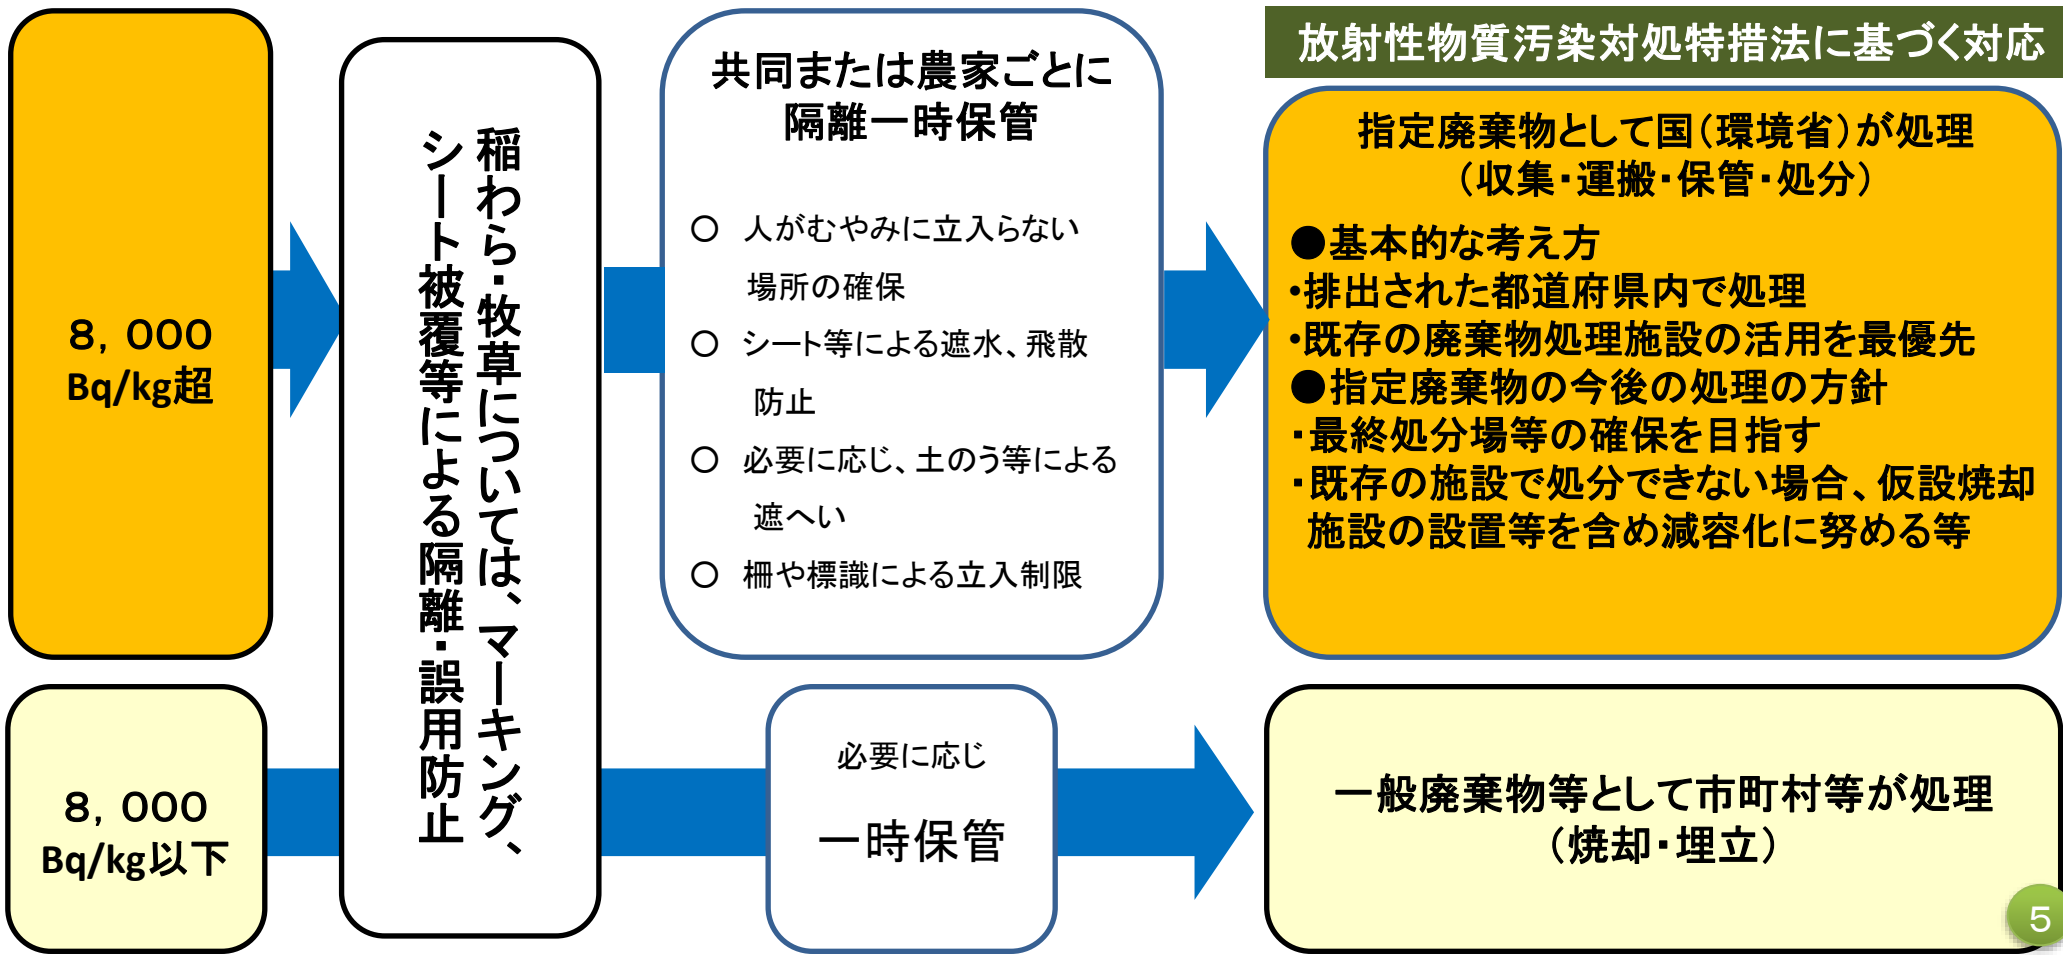 8，000
Bq/kg超
稲わら・牧草については、マーキング、
シート被覆等による隔離・誤用防止
共同または農家ごとに
隔離一時保管
○ 人がむやみに立入らない
場所の確保
○ シート等による遮水、飛散
防止
○ 必要に応じ、土のう等による
遮へい
○ 柵や標識による立入制限
放射性物質汚染対処特措法に基づく対応
指定廃棄物として国（環境省）が処理
（収集・運搬・保管・処分）
●基本的な考え方
・排出された都道府県内で処理
・既存の廃棄物処理施設の活用を最優先
●指定廃棄物の今後の処理の方針
・最終処分場等の確保を目指す
・既存の施設で処分できない場合、仮設焼却
施設の設置等を含め減容化に努める等
8，000
Bq/kg以下
必要に応じ
一時保管
一般廃棄物等として市町村等が処理
（焼却・埋立）
5